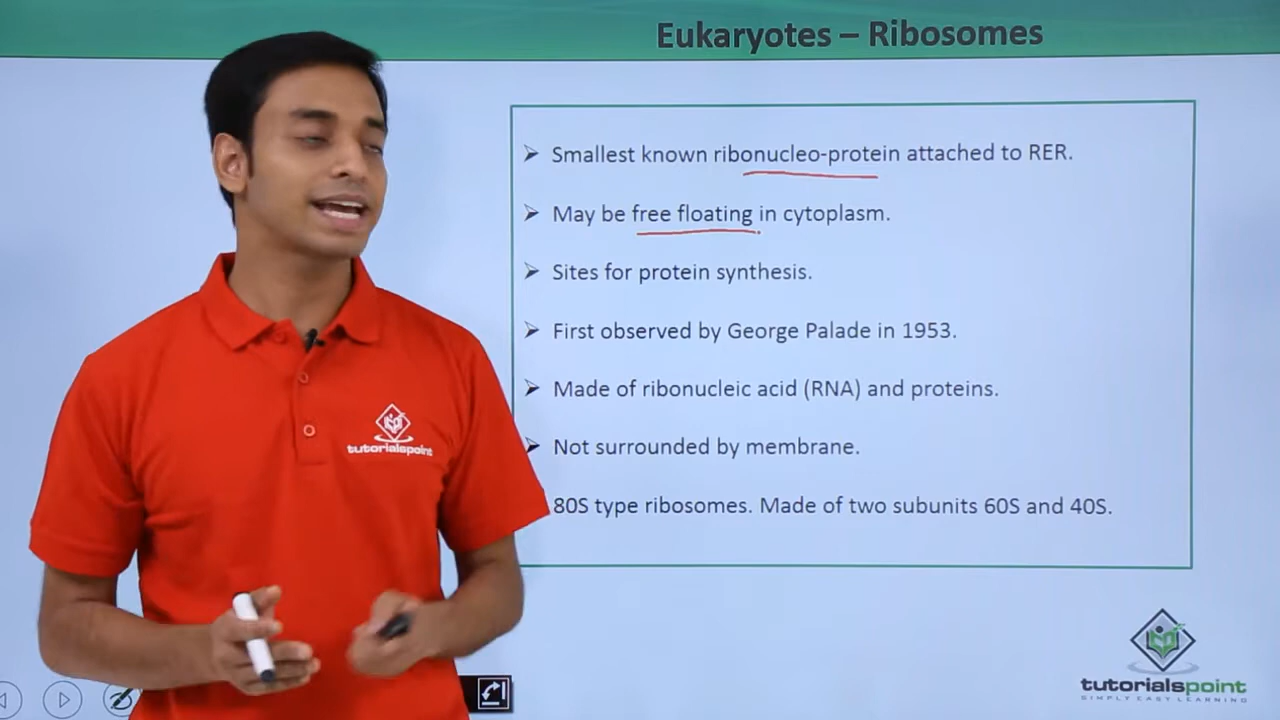 Eukaryotes – Ribosomes
Smallest known ribonucleo-protein attached to RER.
May be free floating in cytoplasm.
Sites for protein synthesis.
First observed by George Palade in 1953.
Made of ribonucleic acid (RNA) and proteins.
Not surrounded by membrane.
80S type ribosomes. Made of two subunits 60S and 40S.
tutorialspoint
tutorialspoint
SIMPLY EASY LEARNING